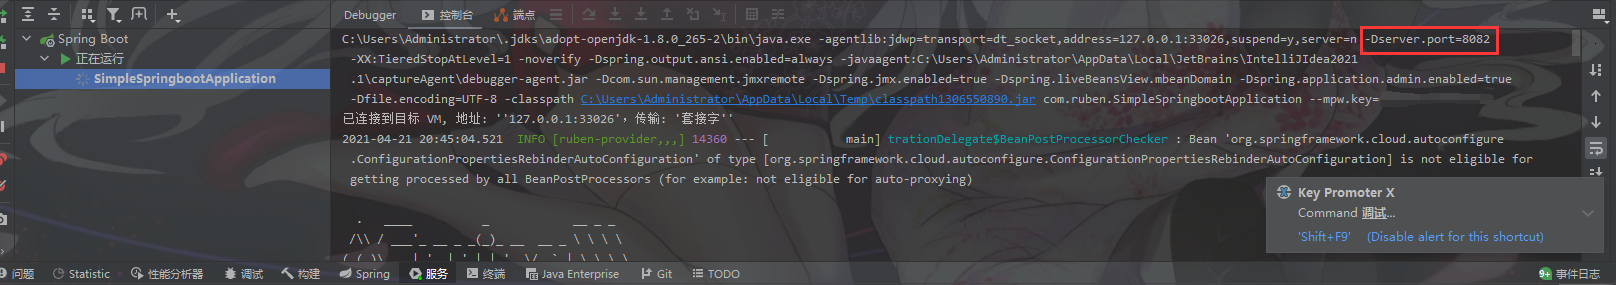 Debugger 控制台 端点
Spring Boot
正在运行
SimpleSpringbootApplication
C:\Users\Administrator\.jdks\adopt-openjdk-1.8.0_265-2\bin\java.exe -agentlib:jdwp=transport=dt_socket,address=127.0.0.1:33026,suspend=y,server=n -Dserver.port=8082
-XX:TieredStopAtLevel=1 -noverify -Dspring.output.ansi.enabled=always -javaagent:C:\Users\Administrator\AppData\Local\JetBrains\IntelliJIdea2021
.1\captureAgent\debugger-agent.jar -Dcom.sun.management.jmxremote -Dspring.jmx.enabled=true -Dspring.liveBeansView.mbeanDomain -Dspring.application.admin.enabled=true
-Dfile.encoding=UTF-8 -classpath C:\Users\Administrator\AppData\Local\Temp\classpath1306550890.jar com.ruben.SimpleSpringbootApplication --mpw.key=
已连接到目标 VM, 地址: ''127.0.0.1:33026', 传输: '套接字''
2021-04-21 20:45:04.521  INFO [ruben-provider,,,] 14360 --- [           main] trationDelegate$BeanPostProcessorChecker : Bean 'org.springframework.cloud.autoconfigure
.ConfigurationPropertiesRebinderAutoConfiguration' of type [org.springframework.cloud.autoconfigure.ConfigurationPropertiesRebinderAutoConfiguration] is not eligible for
getting processed by all BeanPostProcessors (for example: not eligible for auto-proxying)
Key Promoter X
Command 调试...
'Shift+F9' (Disable alert for this shortcut)
问题 Statistic 性能分析器 调试 构建 Spring 服务 终端 Java Enterprise Git TODO 9+ 事件日志